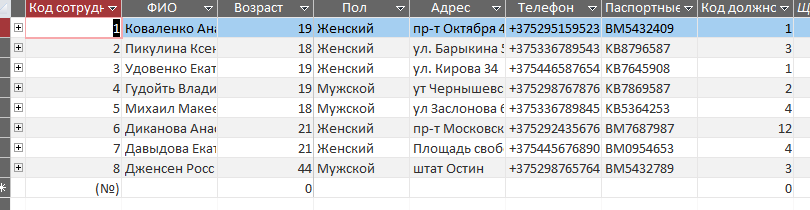 Код сотрудн ФИО Возраст Пол Адрес Телефон Паспортные Код должнс Щ
1 Коваленко Ана 19 Женский пр-т Октября 4 +375295159523 BM5432409 1
2 Пикулина Ксен 18 Женский ул. Барыкина 5 +375336789543 KB8796587 3
3 Удовенко Екат 19 Женский ул. Кирова 34 +375446587654 KB7645908 1
4 Гудойть Влади 19 Мужской ут Чернышевс +375298767876 KB7869587 2
5 Михаил Макее 18 Мужской ул Заслонова 6 +375336789845 KB5364253 4
6 Диканова Анас 21 Женский пр-т Московск +375292435676 BM7687987 12
7 Давыдова Екат 21 Женский Площадь своб +375445676890 BM0954653 4
8 Дженсен Росс 44 Мужской штат Остин +375298765764 BM5432789 3
(№) 0 0